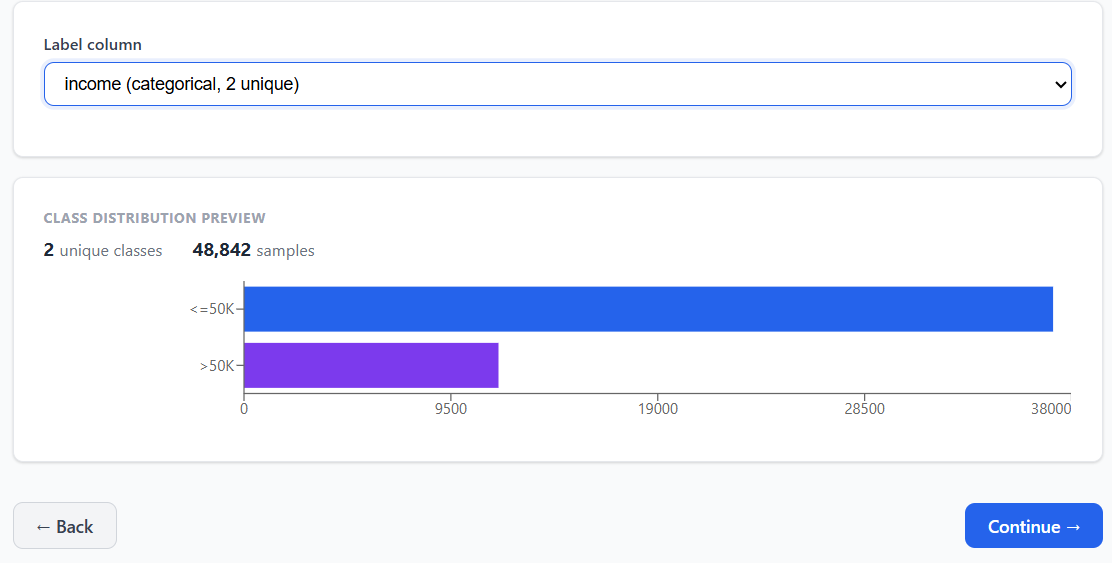 Label column
income (categorical, 2 unique)
CLASS DISTRIBUTION PREVIEW
2 unique classes 48,842 samples
<=50K
>50K
0 9500 19000 28500 38000
← Back Continue →